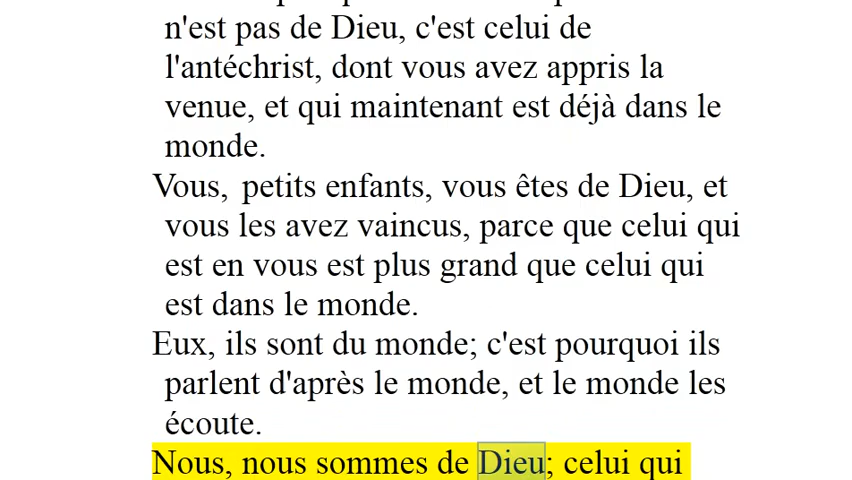 n'est pas de Dieu, c'est celui de
l'antéchrist, dont vous avez appris la
venue, et qui maintenant est déjà dans le
monde.
Vous, petits enfants, vous êtes de Dieu, et
vous les avez vaincus, parce que celui qui
est en vous est plus grand que celui qui
est dans le monde.
Eux, ils sont du monde; c'est pourquoi ils
parlent d'après le monde, et le monde les
écoute.
Nous, nous sommes de Dieu; celui qui